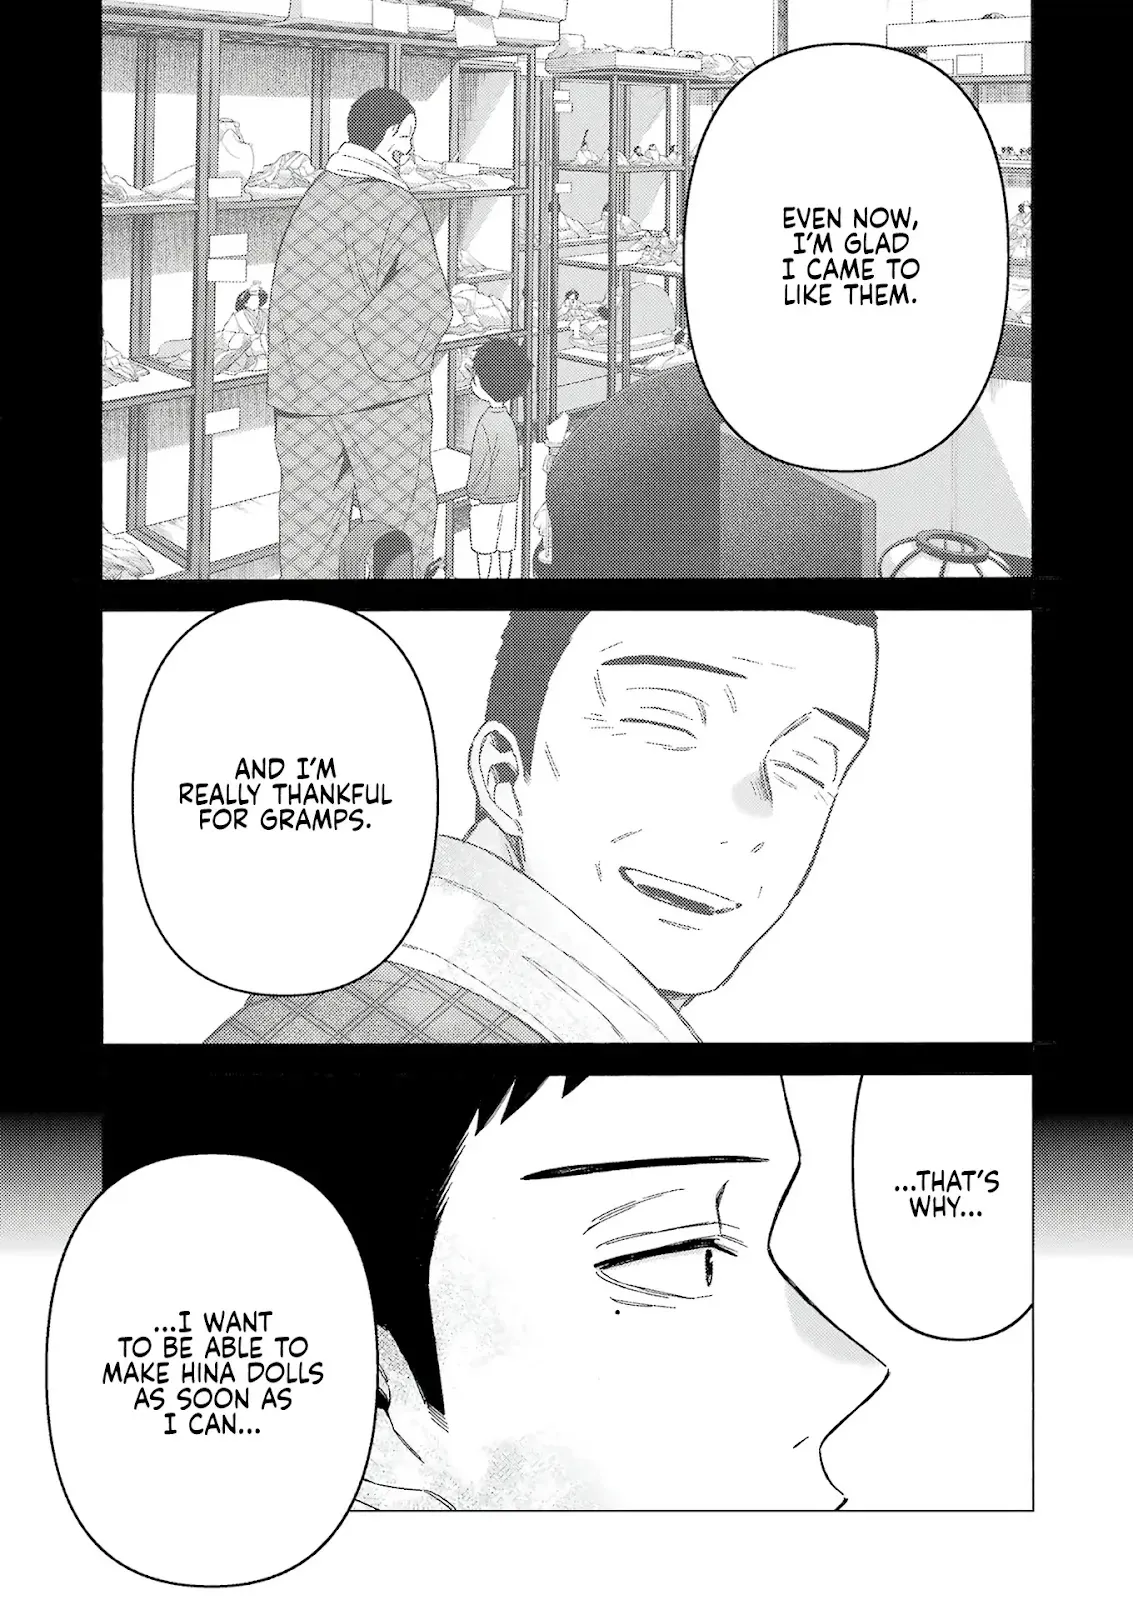 EVEN NOW,
I'M GLAD
I CAME TO
LIKE THEM.
AND I'M
REALLY THANKFUL
FOR GRAMPS.
...THAT'S
WHY...
...I WANT
TO BE ABLE TO
MAKE HINA DOLLS
AS SOON AS
I CAN...